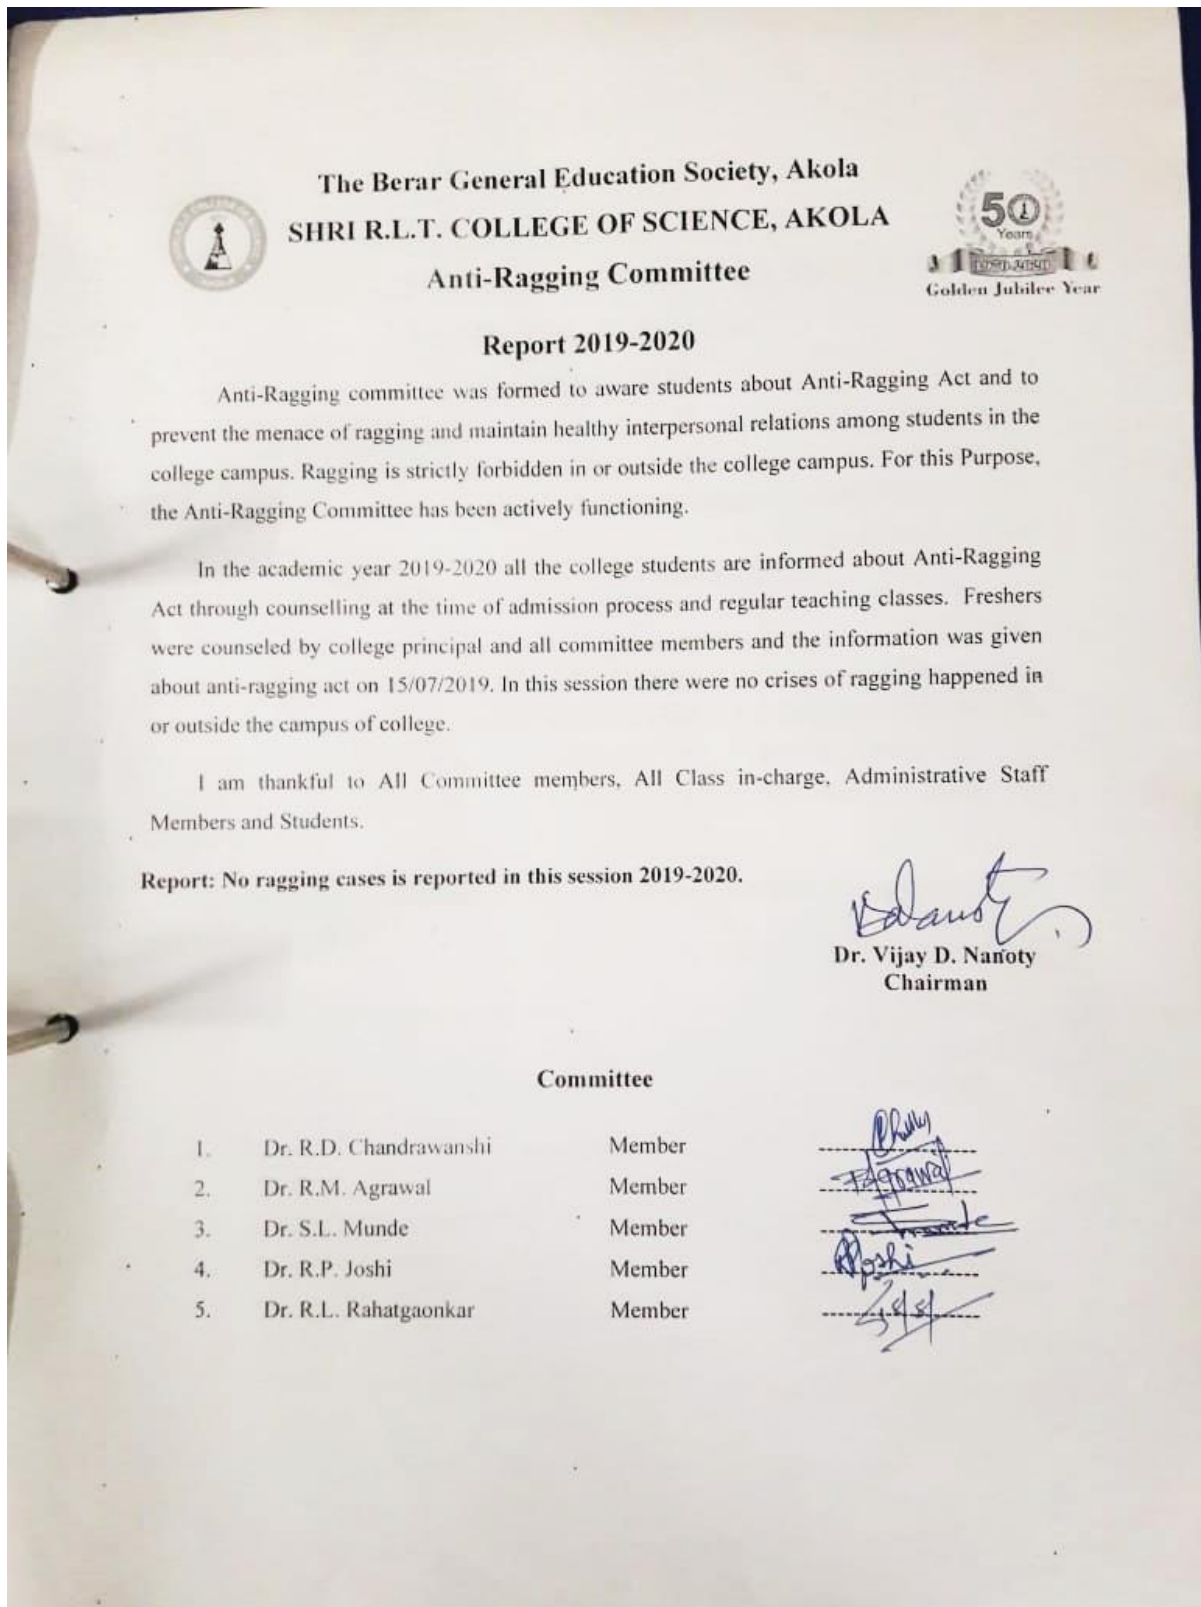 The Berar General Education Society, Akola
SHRI R.L.T. COLLEGE OF SCIENCE, AKOLA
Anti-Ragging Committee
50
Years
Golden Jubilee Year
Report 2019-2020
Anti-Ragging committee was formed to aware students about Anti-Ragging Act and to
prevent the menace of ragging and maintain healthy interpersonal relations among students in the
college campus. Ragging is strictly forbidden in or outside the college campus. For this Purpose,
the Anti-Ragging Committee has been actively functioning.
In the academic year 2019-2020 all the college students are informed about Anti-Ragging
Act through counselling at the time of admission process and regular teaching classes. Freshers
were counseled by college principal and all committee members and the information was given
about anti-ragging act on 15/07/2019. In this session there were no crises of ragging happened in
or outside the campus of college.
I am thankful to All Committee members, All Class in-charge, Administrative Staff
Members and Students.
Report: No ragging cases is reported in this session 2019-2020.
Dr. Vijay D. Nanoty
Chairman
Committee
1. Dr. R.D. Chandrawanshi Member
2. Dr. R.M. Agrawal Member Agrawal
3. Dr. S.L. Munde Member
4. Dr. R.P. Joshi Member RPJoshi
5. Dr. R.L. Rahatgaonkar Member